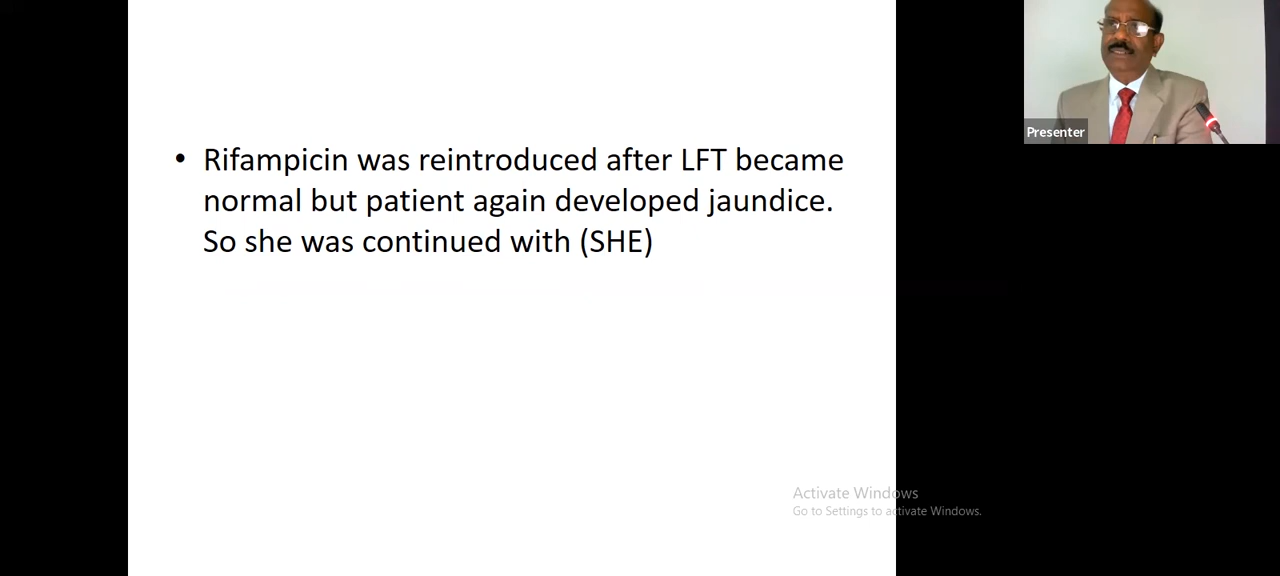 • Rifampicin was reintroduced after LFT became
normal but patient again developed jaundice.
So she was continued with (SHE)
Presenter
Activate Windows
Go to Settings to activate Windows.